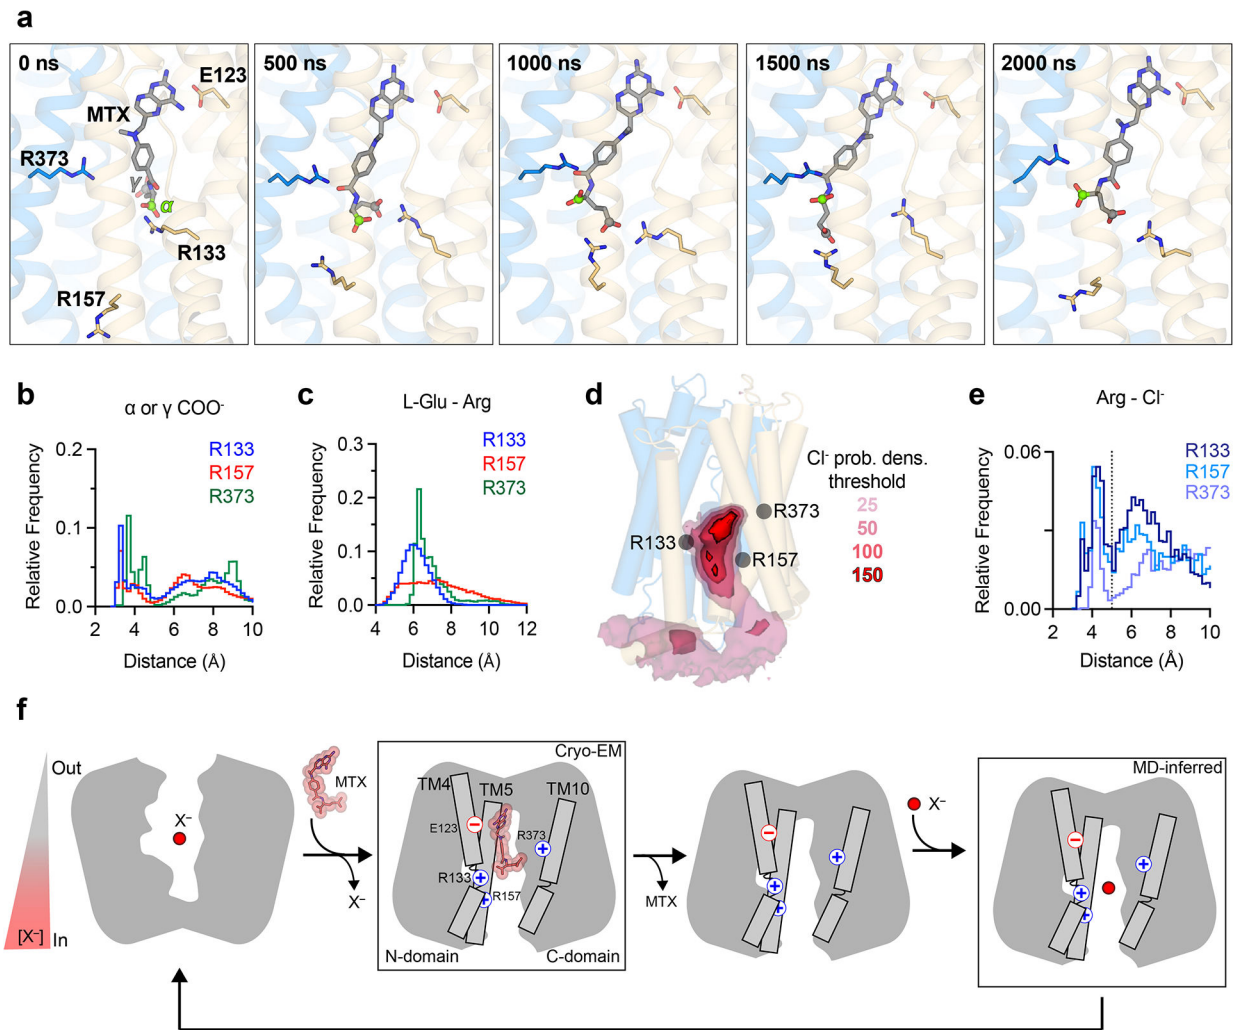 a
0 ns
500 ns
1000 ns
1500 ns
2000 ns
E123
MTX
R373
γ
α
R133
R157
b
α or γ COO⁻
R133
R157
R373
Relative Frequency
0.2
0.1
0.0
2 4 6 8 10
Distance (Å)
c
L-Glu - Arg
R133
R157
R373
Relative Frequency
0.3
0.2
0.1
0.0
4 6 8 10 12
Distance (Å)
d
Cl⁻ prob. dens.
threshold
25
50
100
150
R373
R133
R157
e
Arg - Cl⁻
R133
R157
R373
Relative Frequency
0.06
0.00
2 4 6 8 10
Distance (Å)
f
Out
[X⁻]
In
X⁻
MTX
X⁻
Cryo-EM
TM4
TM5
TM10
E123
−
R373
+
R133
+
R157
+
N-domain
C-domain
MTX
−
+
+
+
X⁻
MD-inferred
−
+
+
+